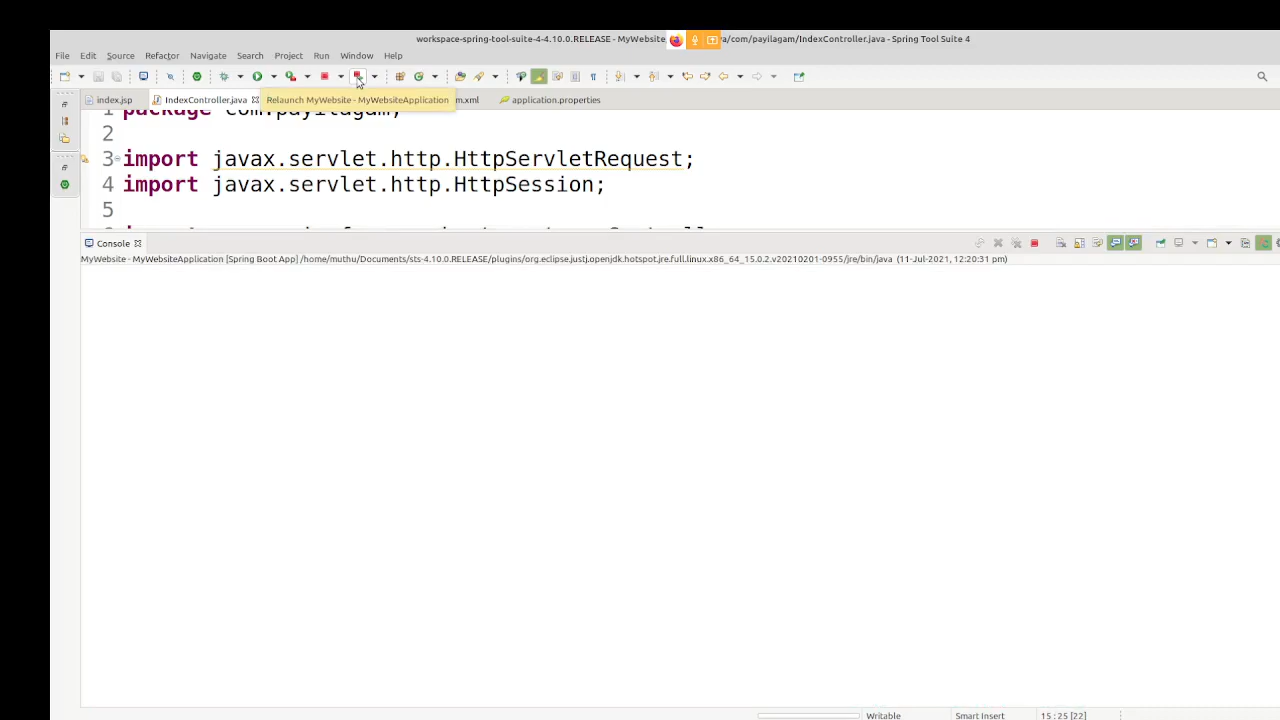 workspace-spring-tool-suite-4-4.10.0.RELEASE - MyWebsite va/com/payilagam/IndexController.java - Spring Tool Suite 4
File Edit Source Refactor Navigate Search Project Run Window Help
index.jsp IndexController.java Relaunch MyWebsite - MyWebsiteApplication m.xml application.properties
1 package com.payilagam;
2
3 import javax.servlet.http.HttpServletRequest;
4 import javax.servlet.http.HttpSession;
5
Console
MyWebsite - MyWebsiteApplication [Spring Boot App] /home/muthu/Documents/sts-4.10.0.RELEASE/plugins/org.eclipse.justj.openjdk.hotspot.jre.full.linux.x86_64_15.0.2.v20210201-0955/jre/bin/java (11-Jul-2021, 12:20:31 pm)
Writable Smart Insert 15 : 25 [22]